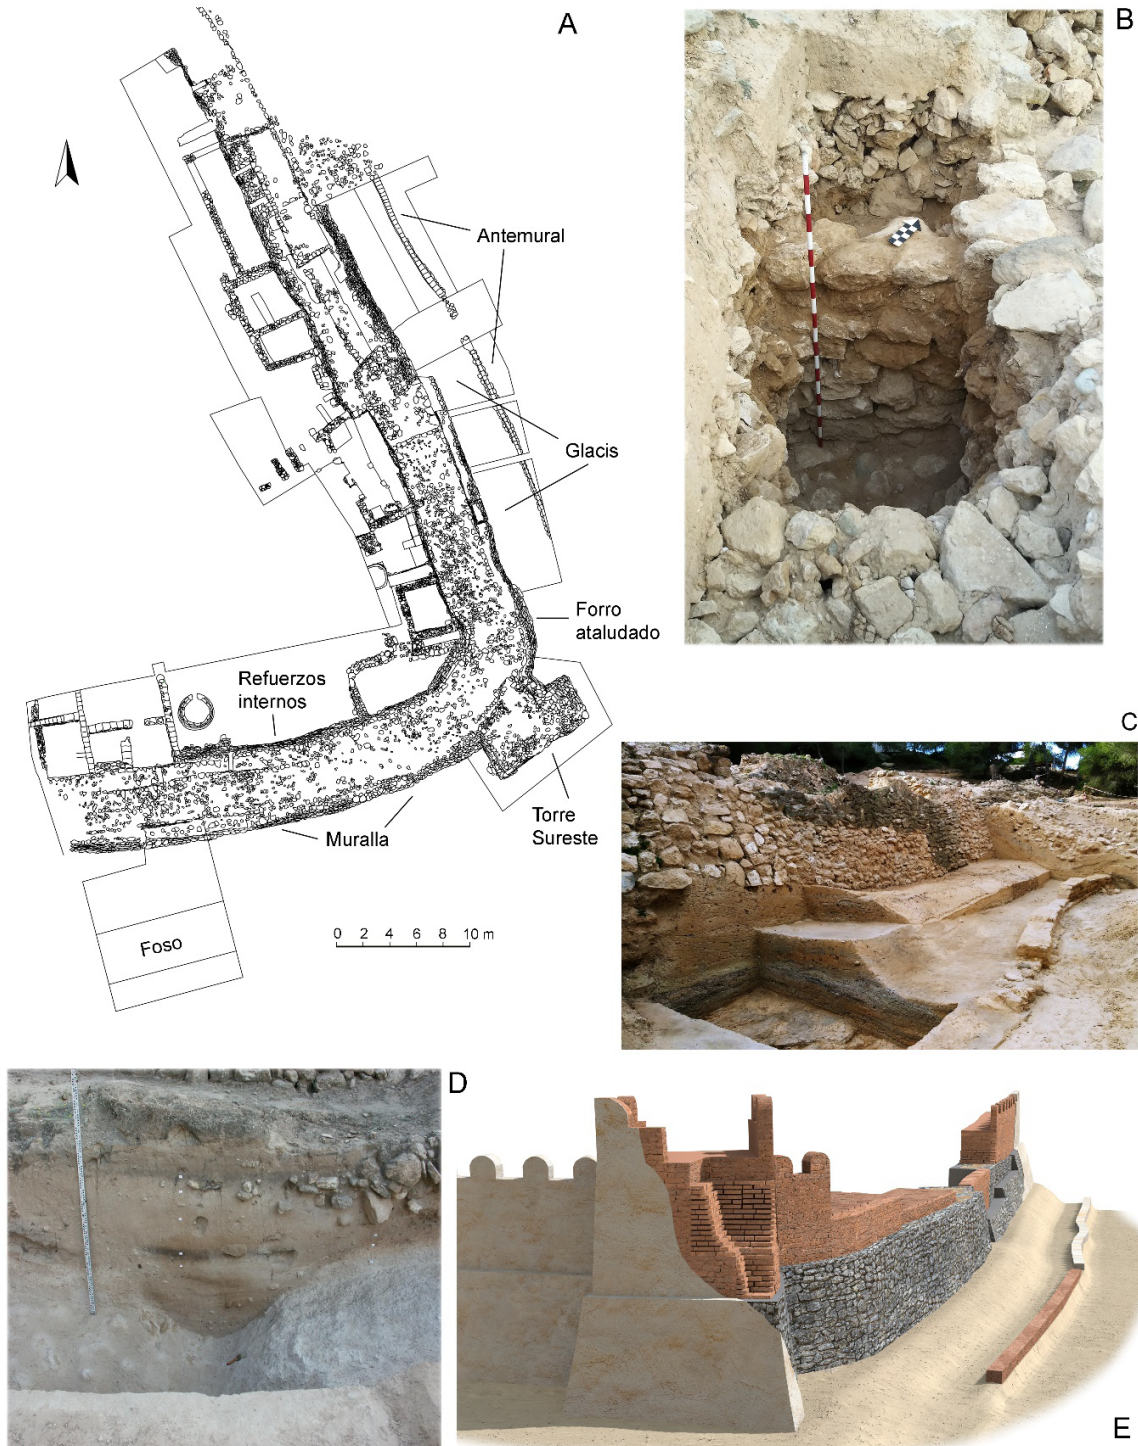 A
B
Antemural
Glacis
Forro
ataludado
Refuerzos
internos
C
Torre
Sureste
Muralla
0 2 4 6 8 10 m
Foso
D
E